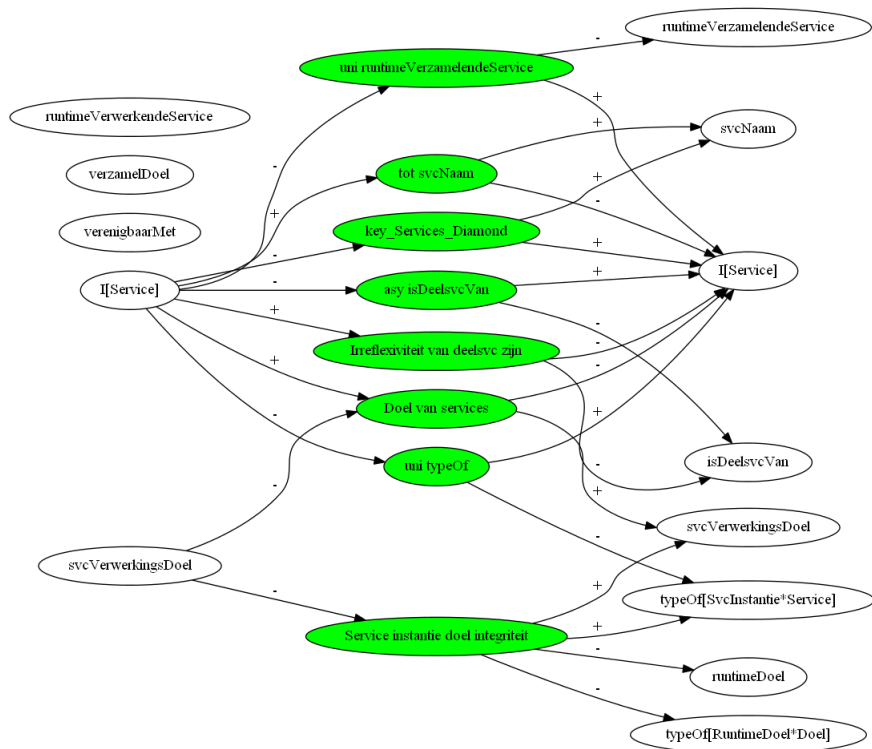 runtimeVerzamelendeService
-
uni runtimeVerzamelendeService
+
runtimeVerwerkendeService
+
svcNaam
-
tot svcNaam
verzamelDoel
+
-
+
verenigbaarMet
key_Services_Diamond
-
+
I[Service]
I[Service]
-
asy isDeelsvcVan
+
+
-
Irreflexiviteit van deelsvc zijn
-
+
-
Doel van services
+
-
uni typeOf
-
isDeelsvcVan
-
+
svcVerwerkingsDoel
svcVerwerkingsDoel
-
+
typeOf[SvcInstantie*Service]
-
Service instantie doel integriteit
+
-
runtimeDoel
-
typeOf[RuntimeDoel*Doel]